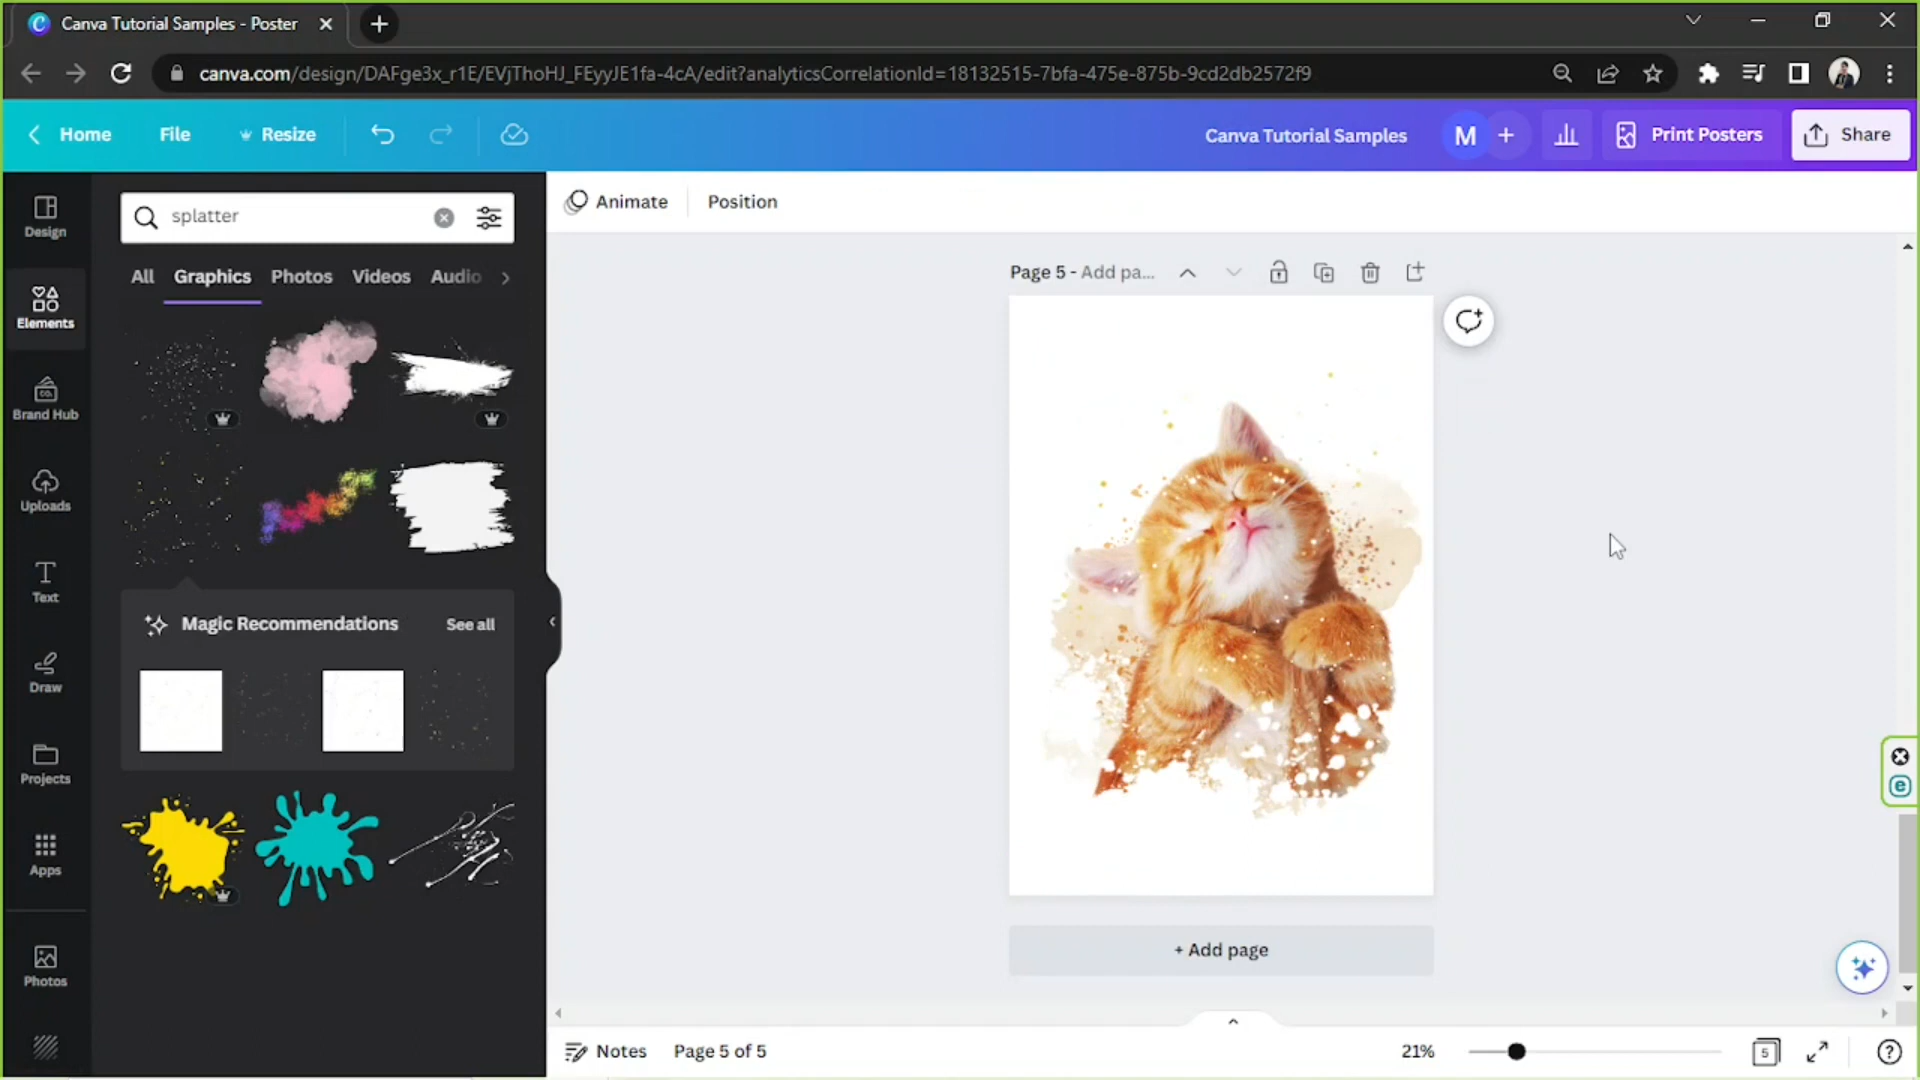 Canva Tutorial Samples - Poster
canva.com/design/DAFge3x_r1E/EVjThoHJ_FEyyJE1fa-4cA/edit?analyticsCorrelationId=18132515-7bfa-475e-875b-9cd2db2572f9
Home File Resize Canva Tutorial Samples M + Print Posters Share
Design
Elements
Brand Hub
Uploads
Text
Draw
Projects
Apps
Photos
splatter
All Graphics Photos Videos Audio
Magic Recommendations See all
Animate Position
Page 5 - Add pa...
+ Add page
Notes Page 5 of 5 21% 5 ?